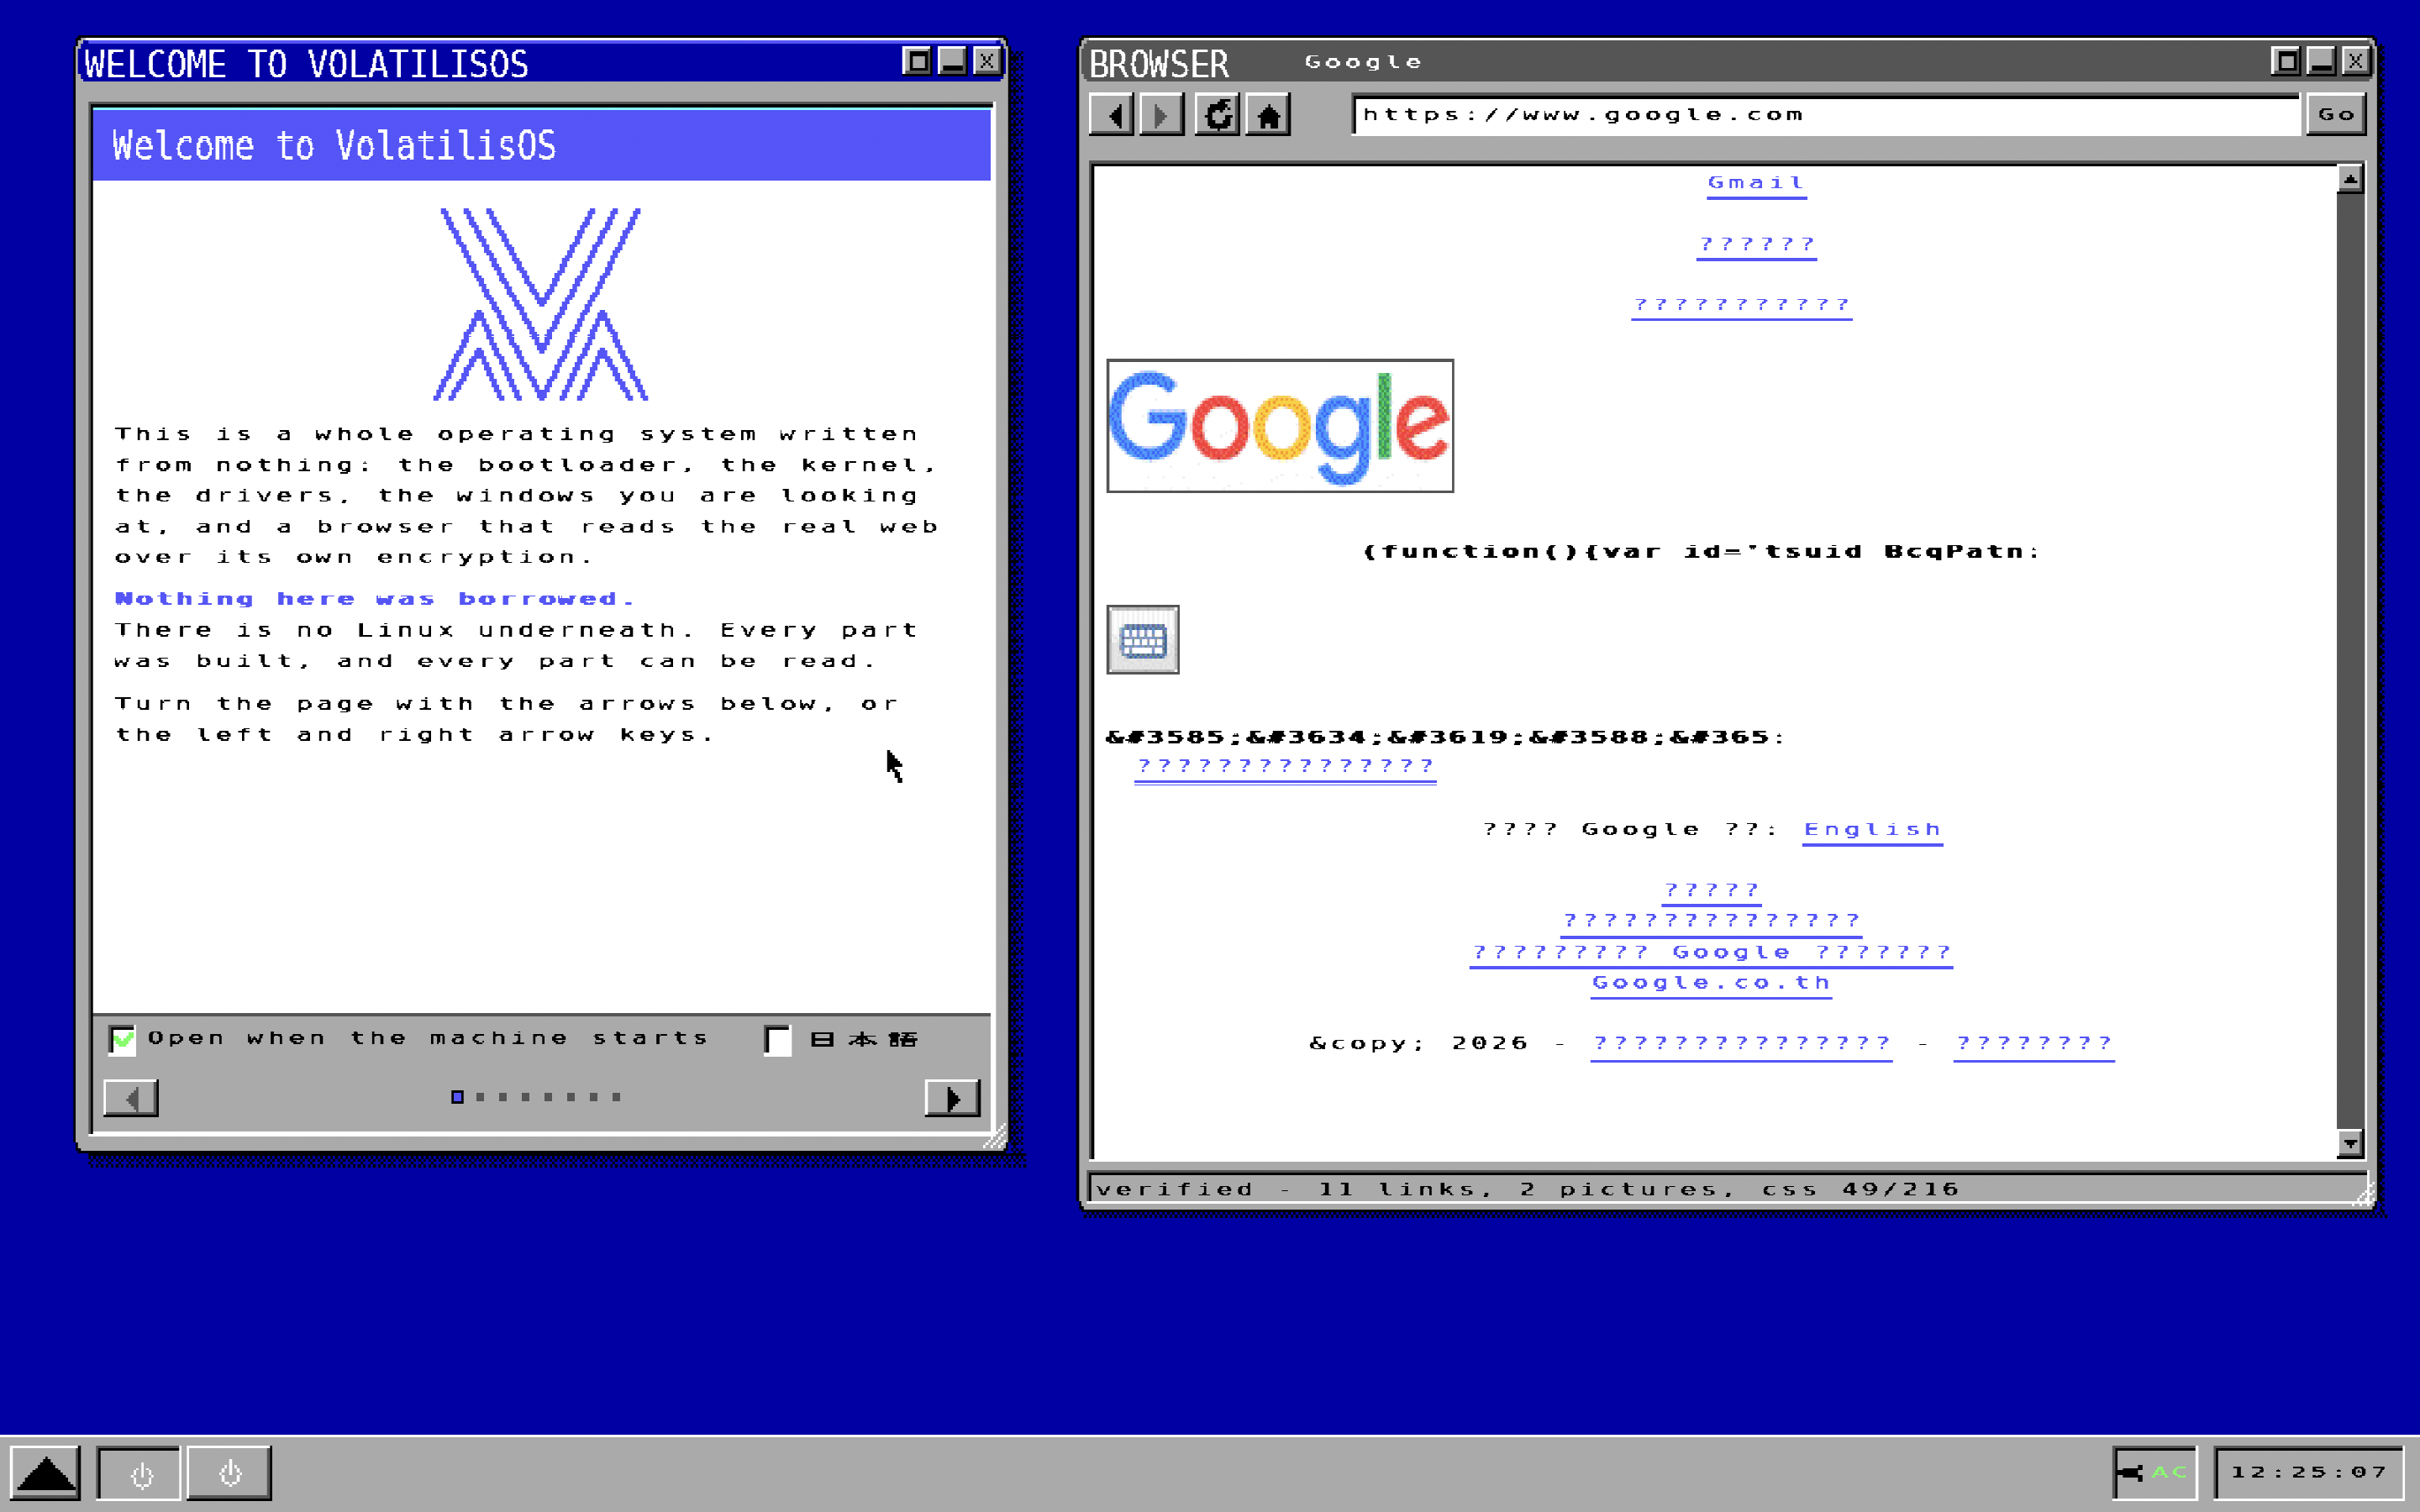 WELCOME TO VOLATILISOS
Welcome to VolatilisOS
This is a whole operating system written
from nothing: the bootloader, the kernel,
the drivers, the windows you are looking
at, and a browser that reads the real web
over its own encryption.
Nothing here was borrowed.
There is no Linux underneath. Every part
was built, and every part can be read.
Turn the page with the arrows below, or
the left and right arrow keys.
Open when the machine starts 日本語
BROWSER Google
https://www.google.com Go
Gmail
??????
???????????
Google
(function(){var id='tsuid BcqPatn:
&#3585;&#3634;&#3619;&#3588;&#365:
???????????????
???? Google ??: English
?????
???????????????
????????? Google ???????
Google.co.th
&copy; 2026 - ??????????????? - ????????
verified - 11 links, 2 pictures, css 49/216
AC 12:25:07